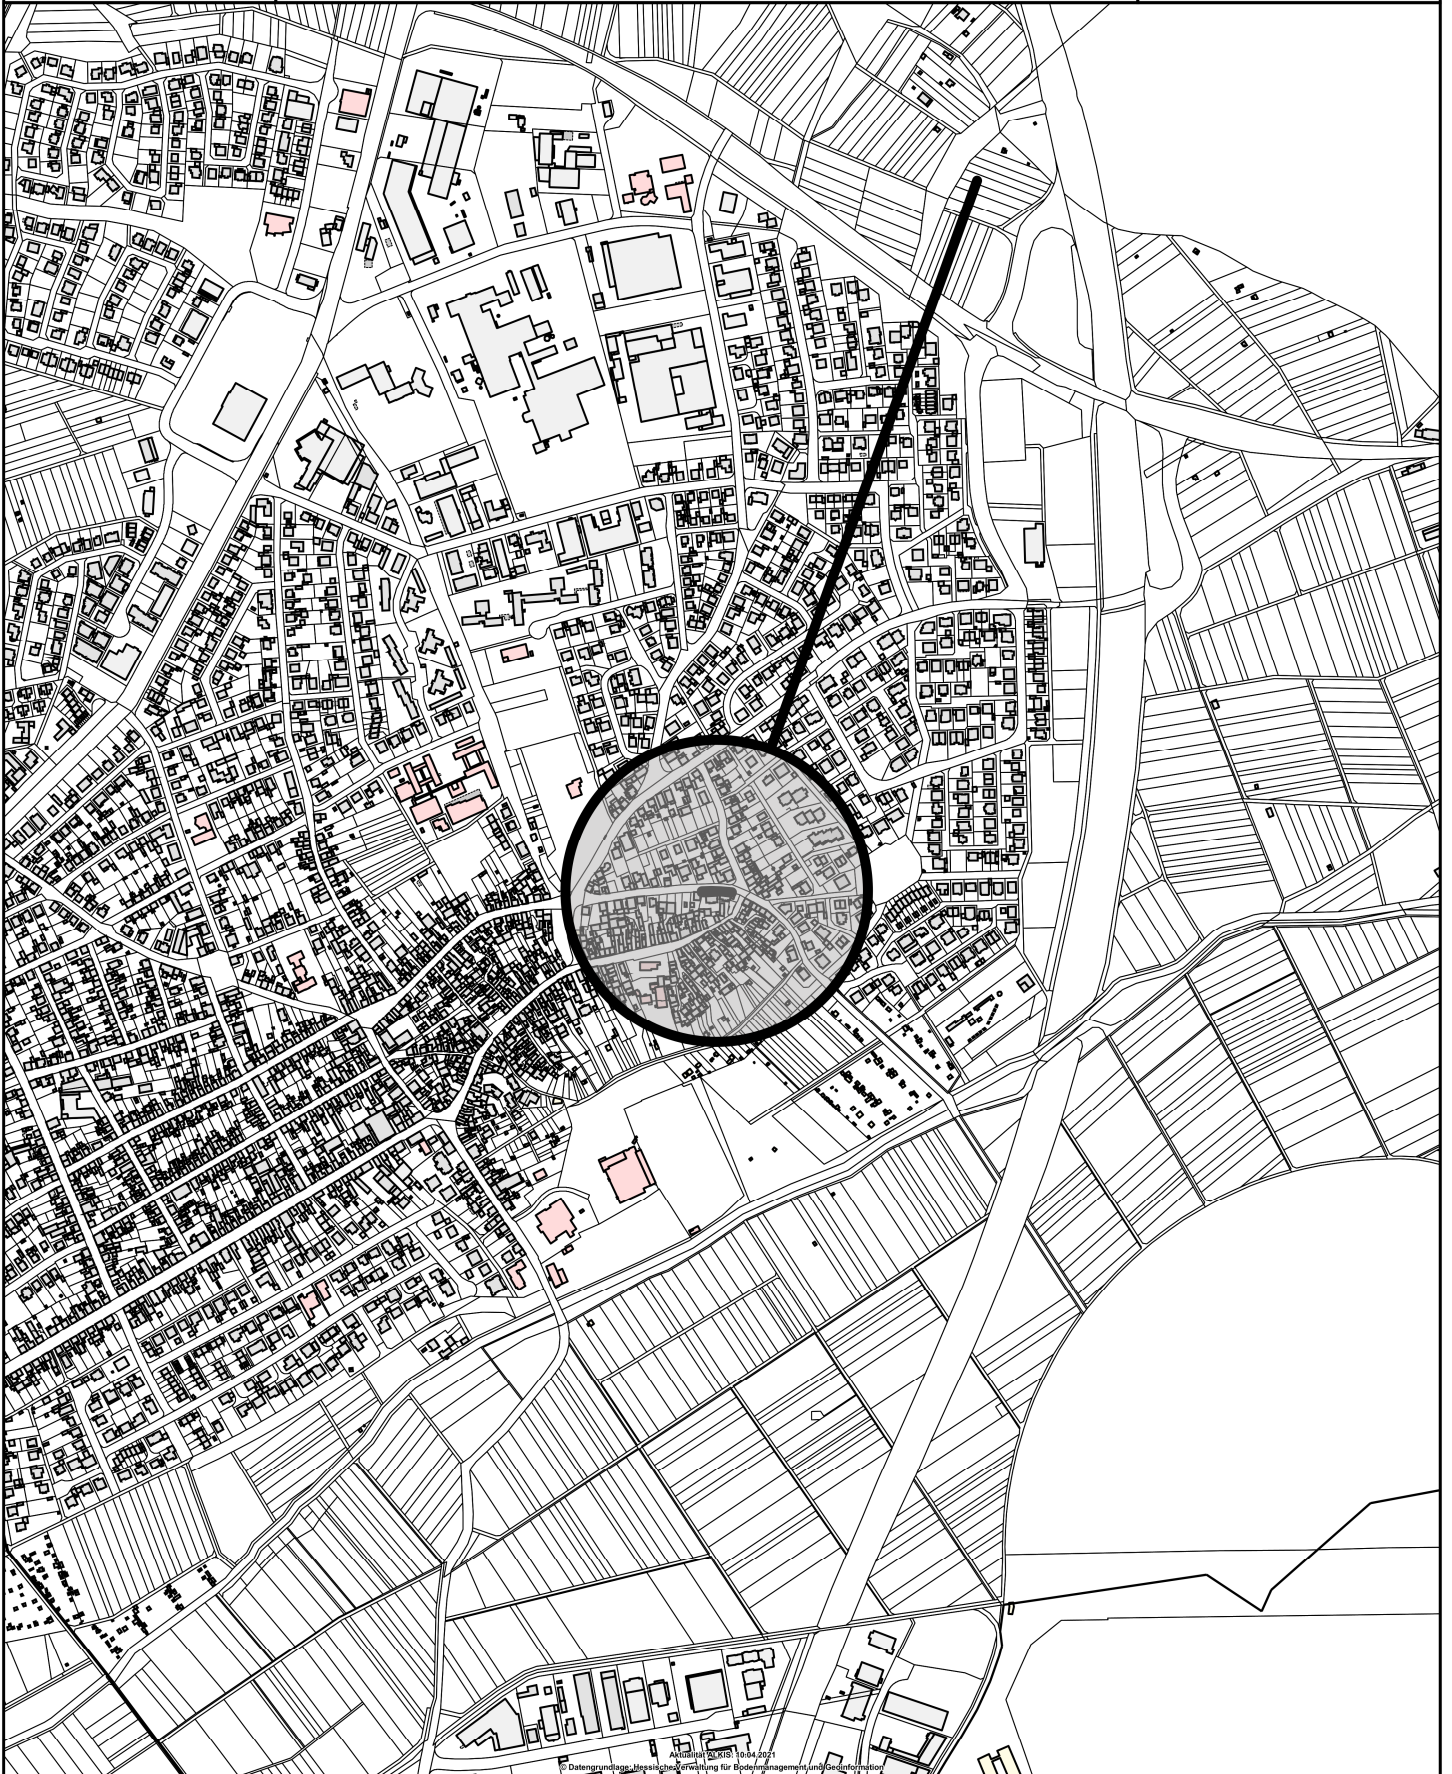 Aktualität ALKIS: 10.04.2021
© Datengrundlage: Hessische Verwaltung für Bodenmanagement und Geoinformation